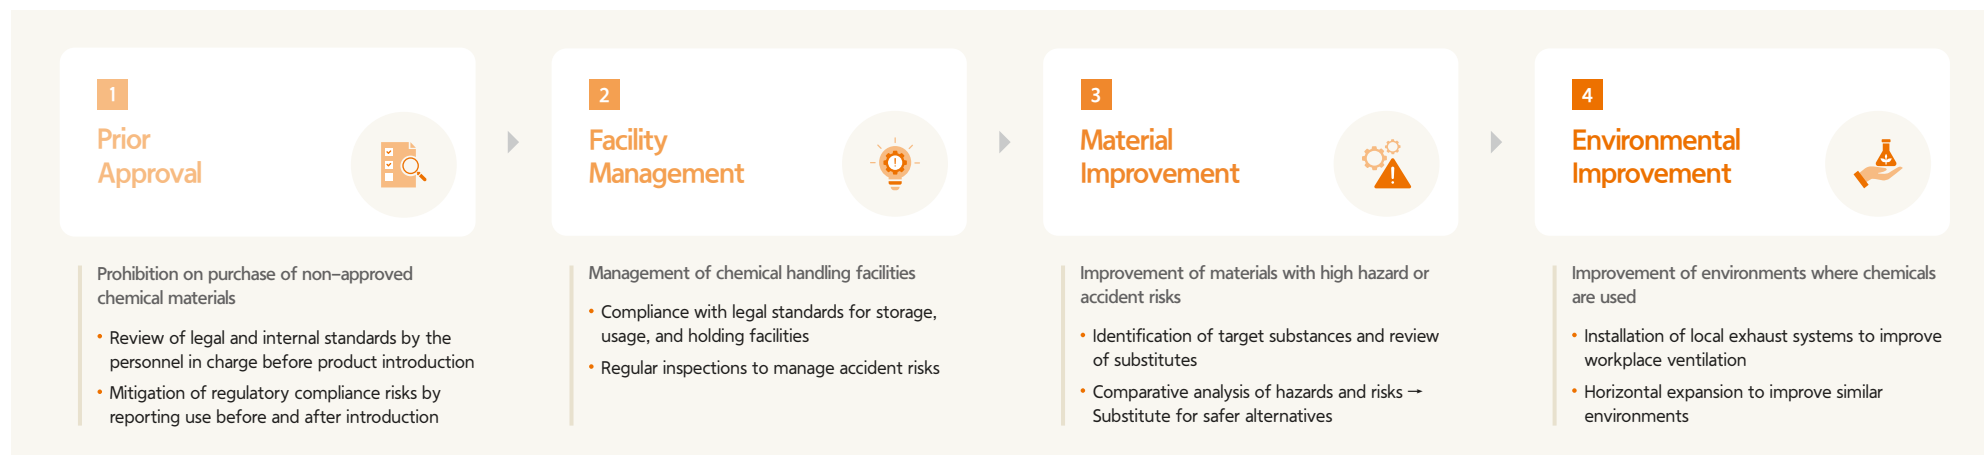 1
Prior
Approval
Prohibition on purchase of non-approved
chemical materials
• Review of legal and internal standards by the
personnel in charge before product introduction
• Mitigation of regulatory compliance risks by
reporting use before and after introduction
2
Facility
Management
Management of chemical handling facilities
• Compliance with legal standards for storage,
usage, and holding facilities
• Regular inspections to manage accident risks
3
Material
Improvement
Improvement of materials with high hazard or
accident risks
• Identification of target substances and review
of substitutes
• Comparative analysis of hazards and risks →
Substitute for safer alternatives
4
Environmental
Improvement
Improvement of environments where chemicals
are used
• Installation of local exhaust systems to improve
workplace ventilation
• Horizontal expansion to improve similar
environments